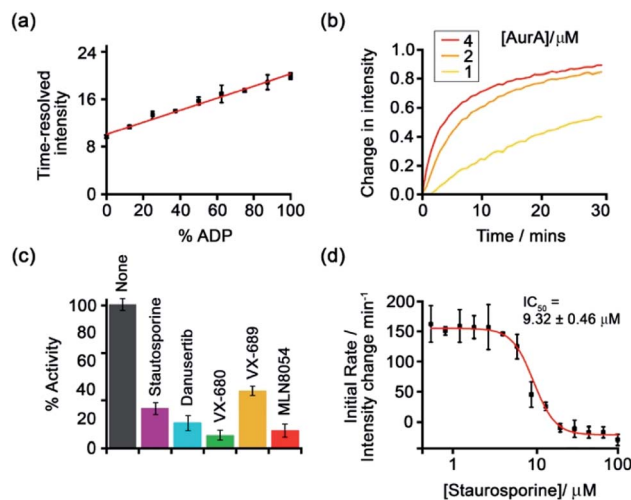 (a)
24
16
8
0
Time-resolved
intensity
0 20 40 60 80 100
% ADP
(b)
[AurA]/μM
4
2
1
1.0
0.8
0.6
0.4
0.2
0.0
Change in intensity
0 10 20 30
Time / mins
(c)
100
80
60
40
20
0
% Activity
None
Stautosporine
Danusertib
VX-680
VX-689
MLN8054
(d)
IC50 =
9.32 ± 0.46 μM
200
150
100
50
0
Initial Rate /
Intensity change min⁻¹
1 10 100
[Staurosporine]/ μM